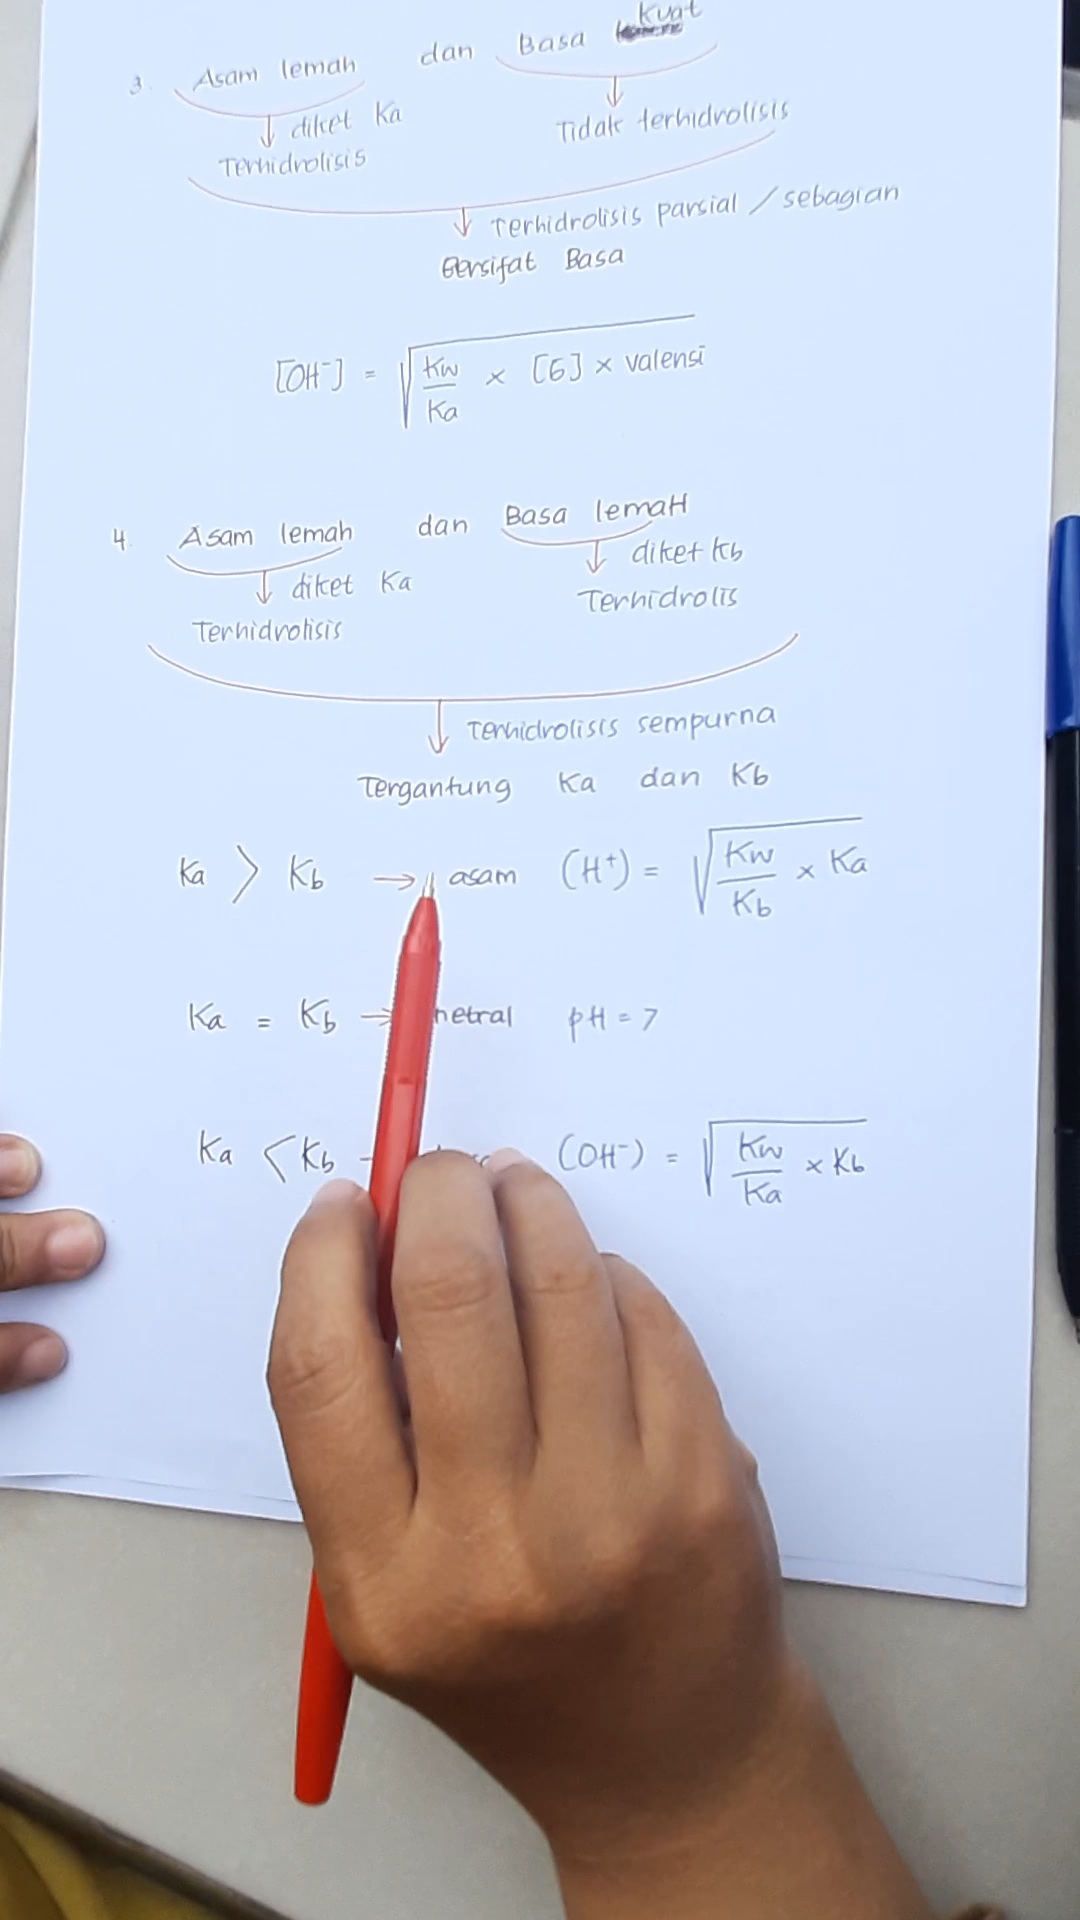 3. Asam lemah dan Basa kuat
diket Ka
Terhidrolisis
Tidak terhidrolisis
Terhidrolisis parsial / sebagian
Bersifat Basa
[OH⁻] = √(Kw/Ka × [G] × valensi)
4. Asam lemah dan Basa lemaH
diket Ka
diket Kb
Terhidrolisis
Terhidrolis
Terhidrolisis sempurna
Tergantung Ka dan Kb
Ka > Kb → asam (H⁺) = √(Kw/Kb × Ka)
Ka = Kb → netral pH = 7
Ka < Kb (OH⁻) = √(Kw/Ka × Kb)